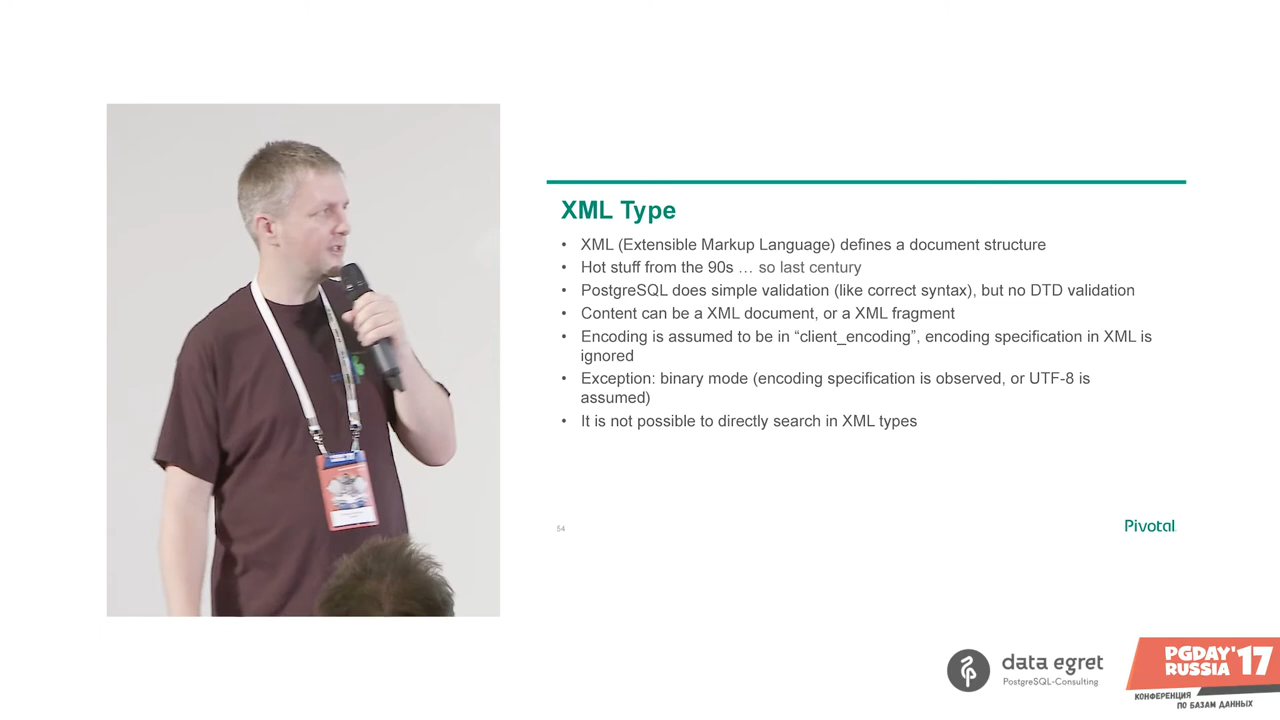 XML Type
• XML (Extensible Markup Language) defines a document structure
• Hot stuff from the 90s … so last century
• PostgreSQL does simple validation (like correct syntax), but no DTD validation
• Content can be a XML document, or a XML fragment
• Encoding is assumed to be in “client_encoding”, encoding specification in XML is
ignored
• Exception: binary mode (encoding specification is observed, or UTF-8 is
assumed)
• It is not possible to directly search in XML types
54
Pivotal
data egret
PostgreSQL-Consulting
PGDAY'17
RUSSIA
КОНФЕРЕНЦИЯ
ПО БАЗАМ ДАННЫХ